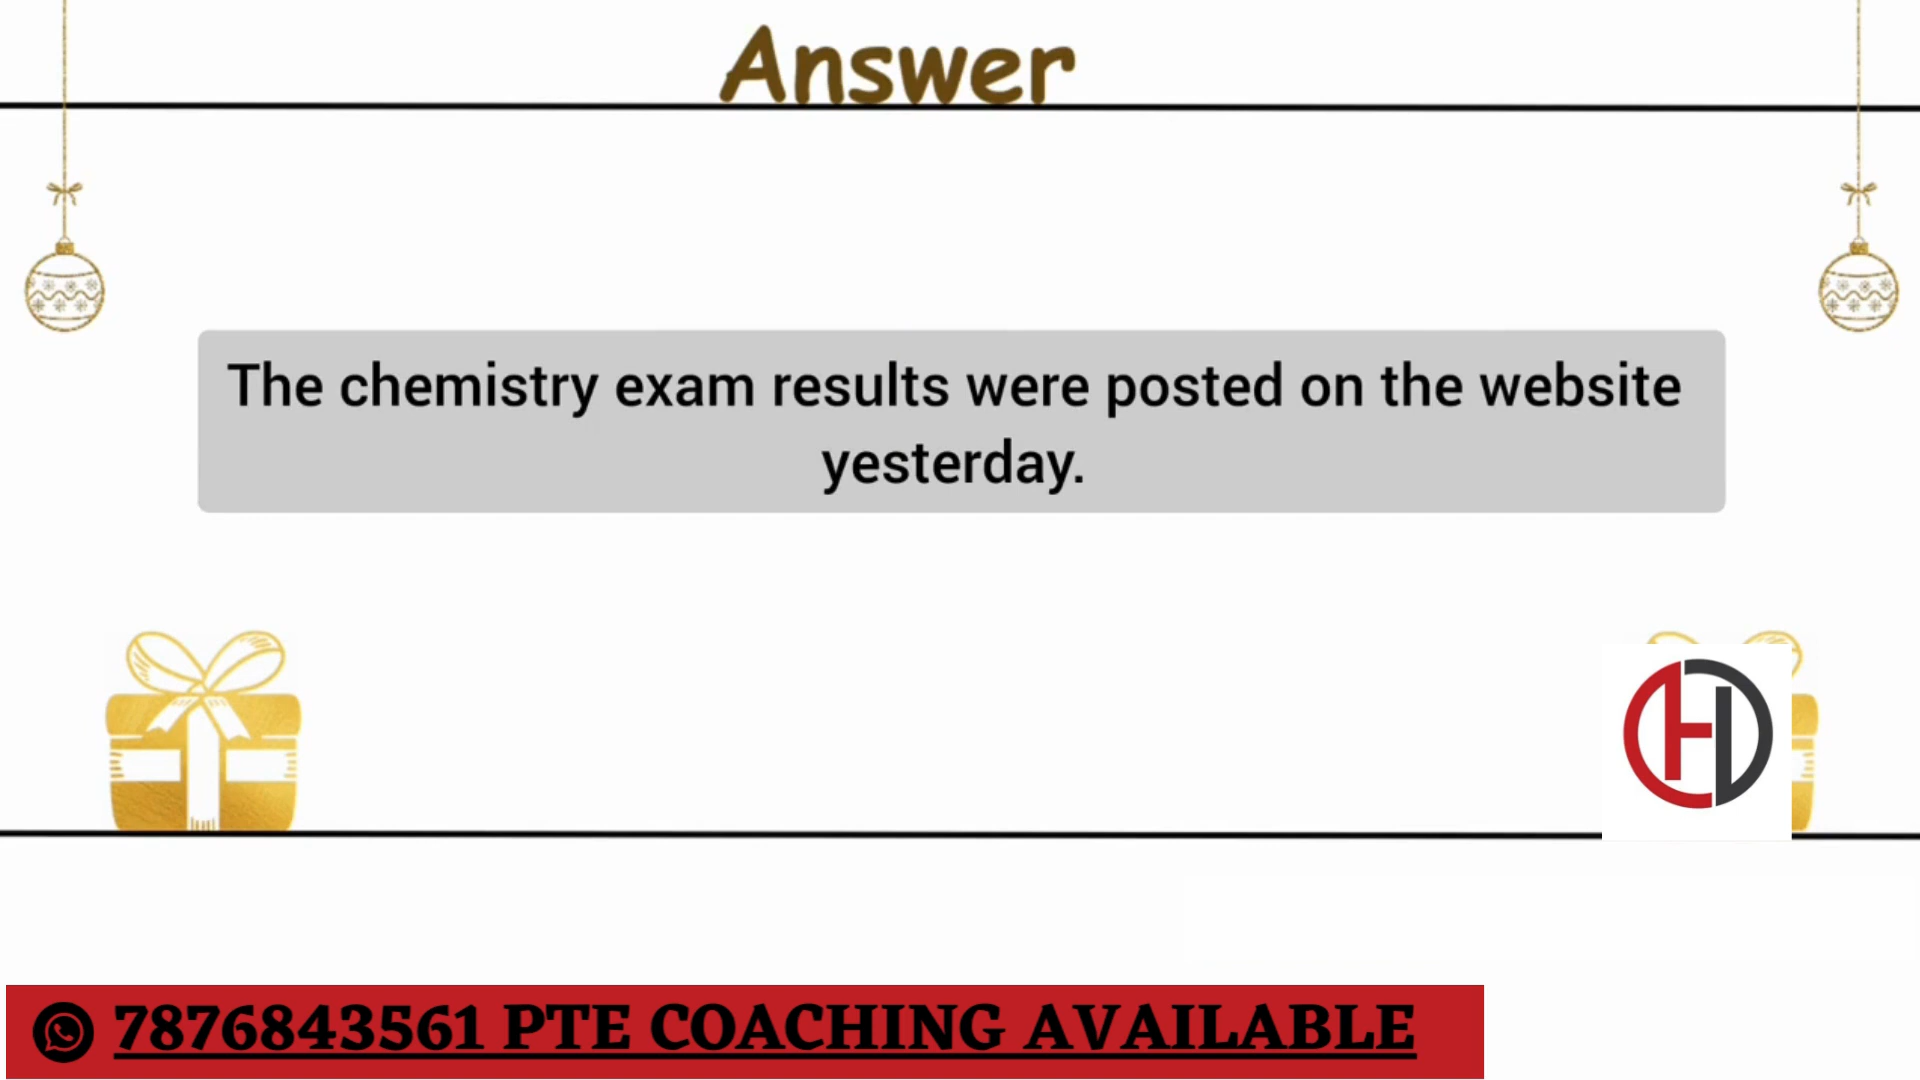 Answer
The chemistry exam results were posted on the website
yesterday.
7876843561 PTE COACHING AVAILABLE